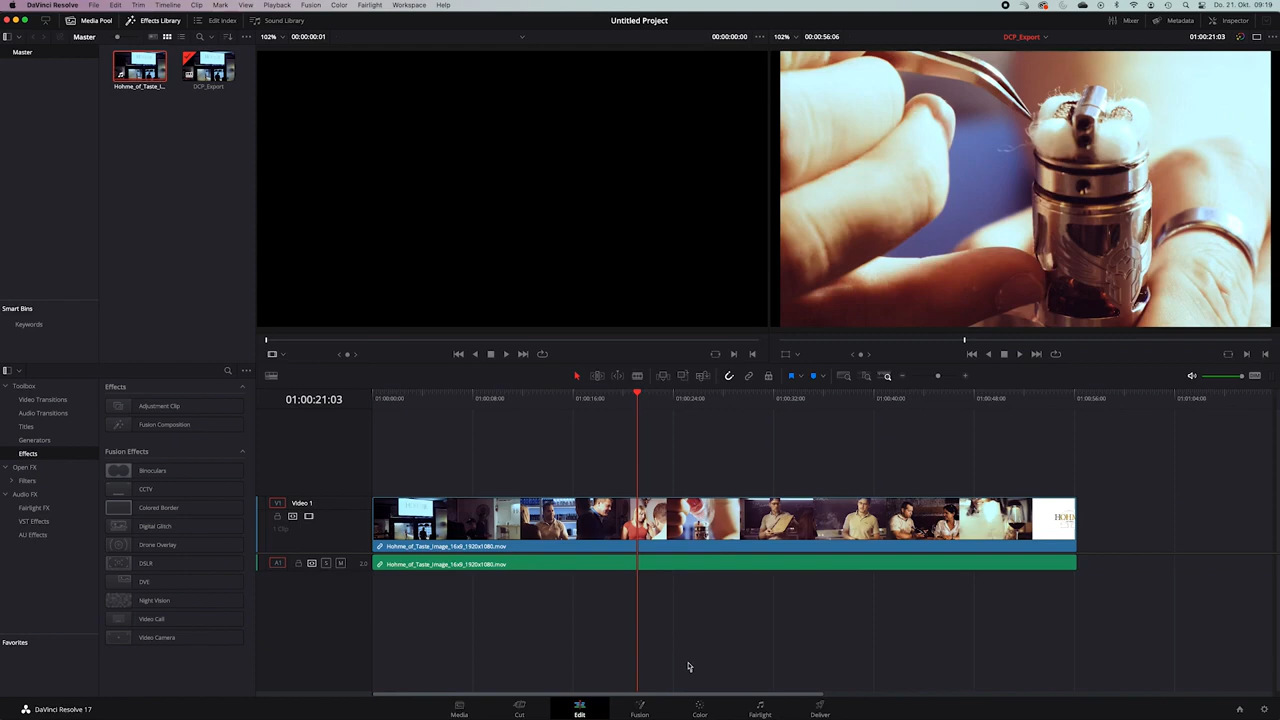 DaVinci Resolve File Edit Trim Timeline Clip Mark View Playback Fusion Color Fairlight Workspace Help Do. 21. Okt. 09:19
Media Pool Effects Library Edit Index Sound Library Untitled Project Mixer Metadata Inspector
Master 102% 00:00:00:01 00:00:00:00 102% 00:00:56:06 DCP_Export 01:00:21:03
Master
Hohme_of_Taste_I... DCP_Export
Smart Bins
Keywords
Toolbox
Video Transitions
Audio Transitions
Titles
Generators
Effects
Open FX
Filters
Audio FX
Fairlight FX
VST Effects
AU Effects
Favorites
Effects
Adjustment Clip
Fusion Composition
Fusion Effects
Binoculars
CCTV
Colored Border
Digital Glitch
Drone Overlay
DSLR
DVE
Night Vision
Video Call
Video Camera
01:00:21:03
01:00:00:00 01:00:08:00 01:00:16:00 01:00:24:00 01:00:32:00 01:00:40:00 01:00:48:00 01:00:56:00 01:01:04:00
V1 Video 1
1 Clip
HOHM
Hohme_of_Taste_Image_16x9_1920x1080.mov
A1 S M 2.0 Hohme_of_Taste_Image_16x9_1920x1080.mov
DaVinci Resolve 17 Media Cut Edit Fusion Color Fairlight Deliver